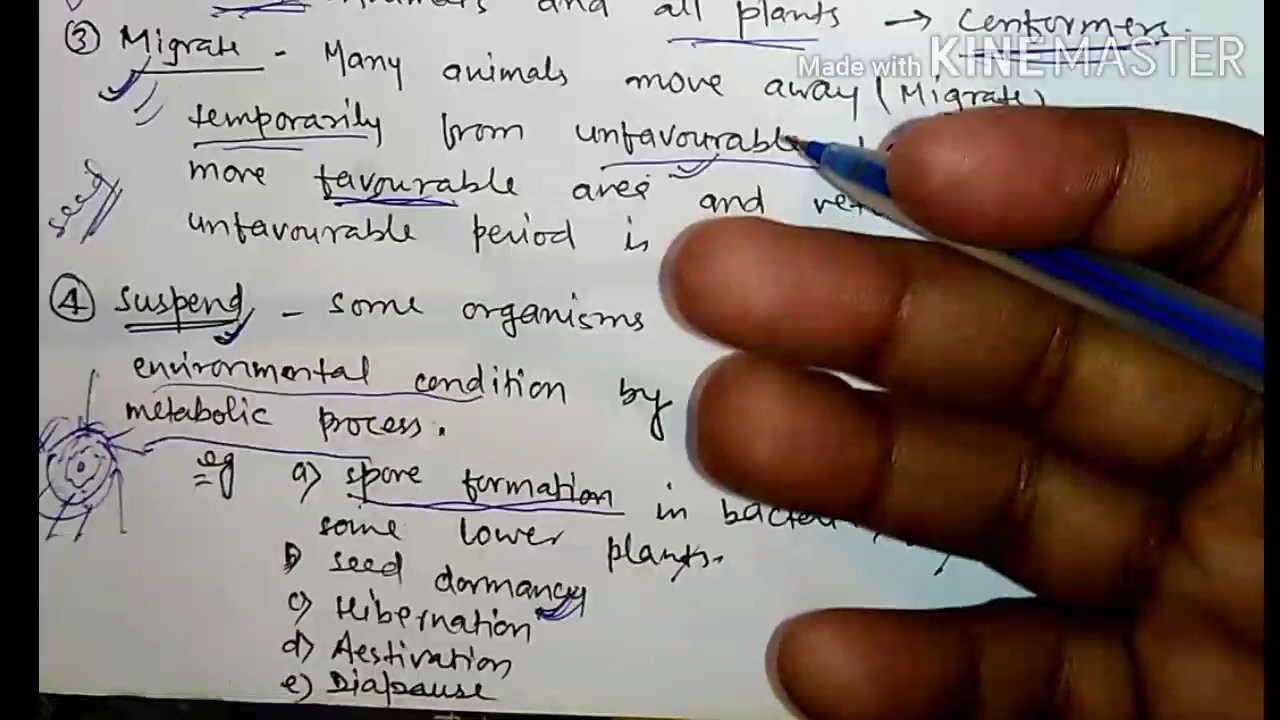 and all plants → Conformers.
Made with KINEMASTER
③ Migrate - Many animals move away (Migrate)
temporarily from unfavourable
more favourable area and
unfavourable period is
seed
④ Suspend - some organisms
environmental condition by
metabolic process.
eg a) spore formation in
some lower plants.
b) seed dormancy
c) Hibernation
d) Aestivation
e) Diapause